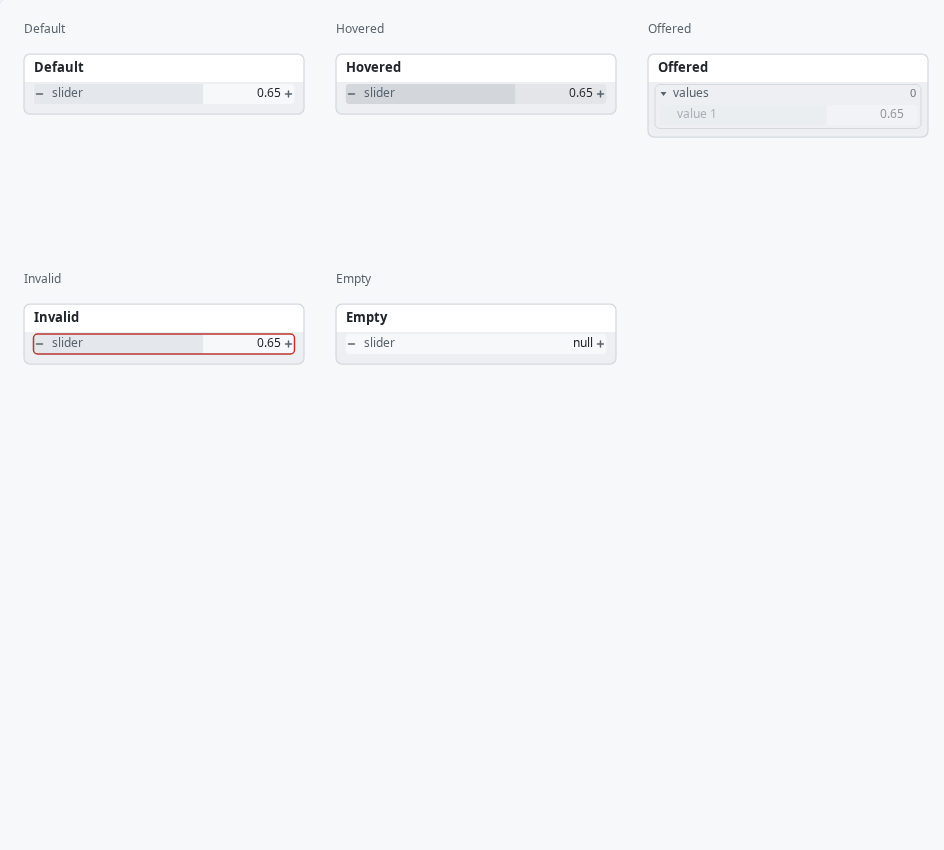 Default
Hovered
Offered
Default
− slider 0.65 +
Hovered
− slider 0.65 +
Offered
values 0
value 1 0.65
Invalid
Empty
Invalid
− slider 0.65 +
Empty
− slider null +